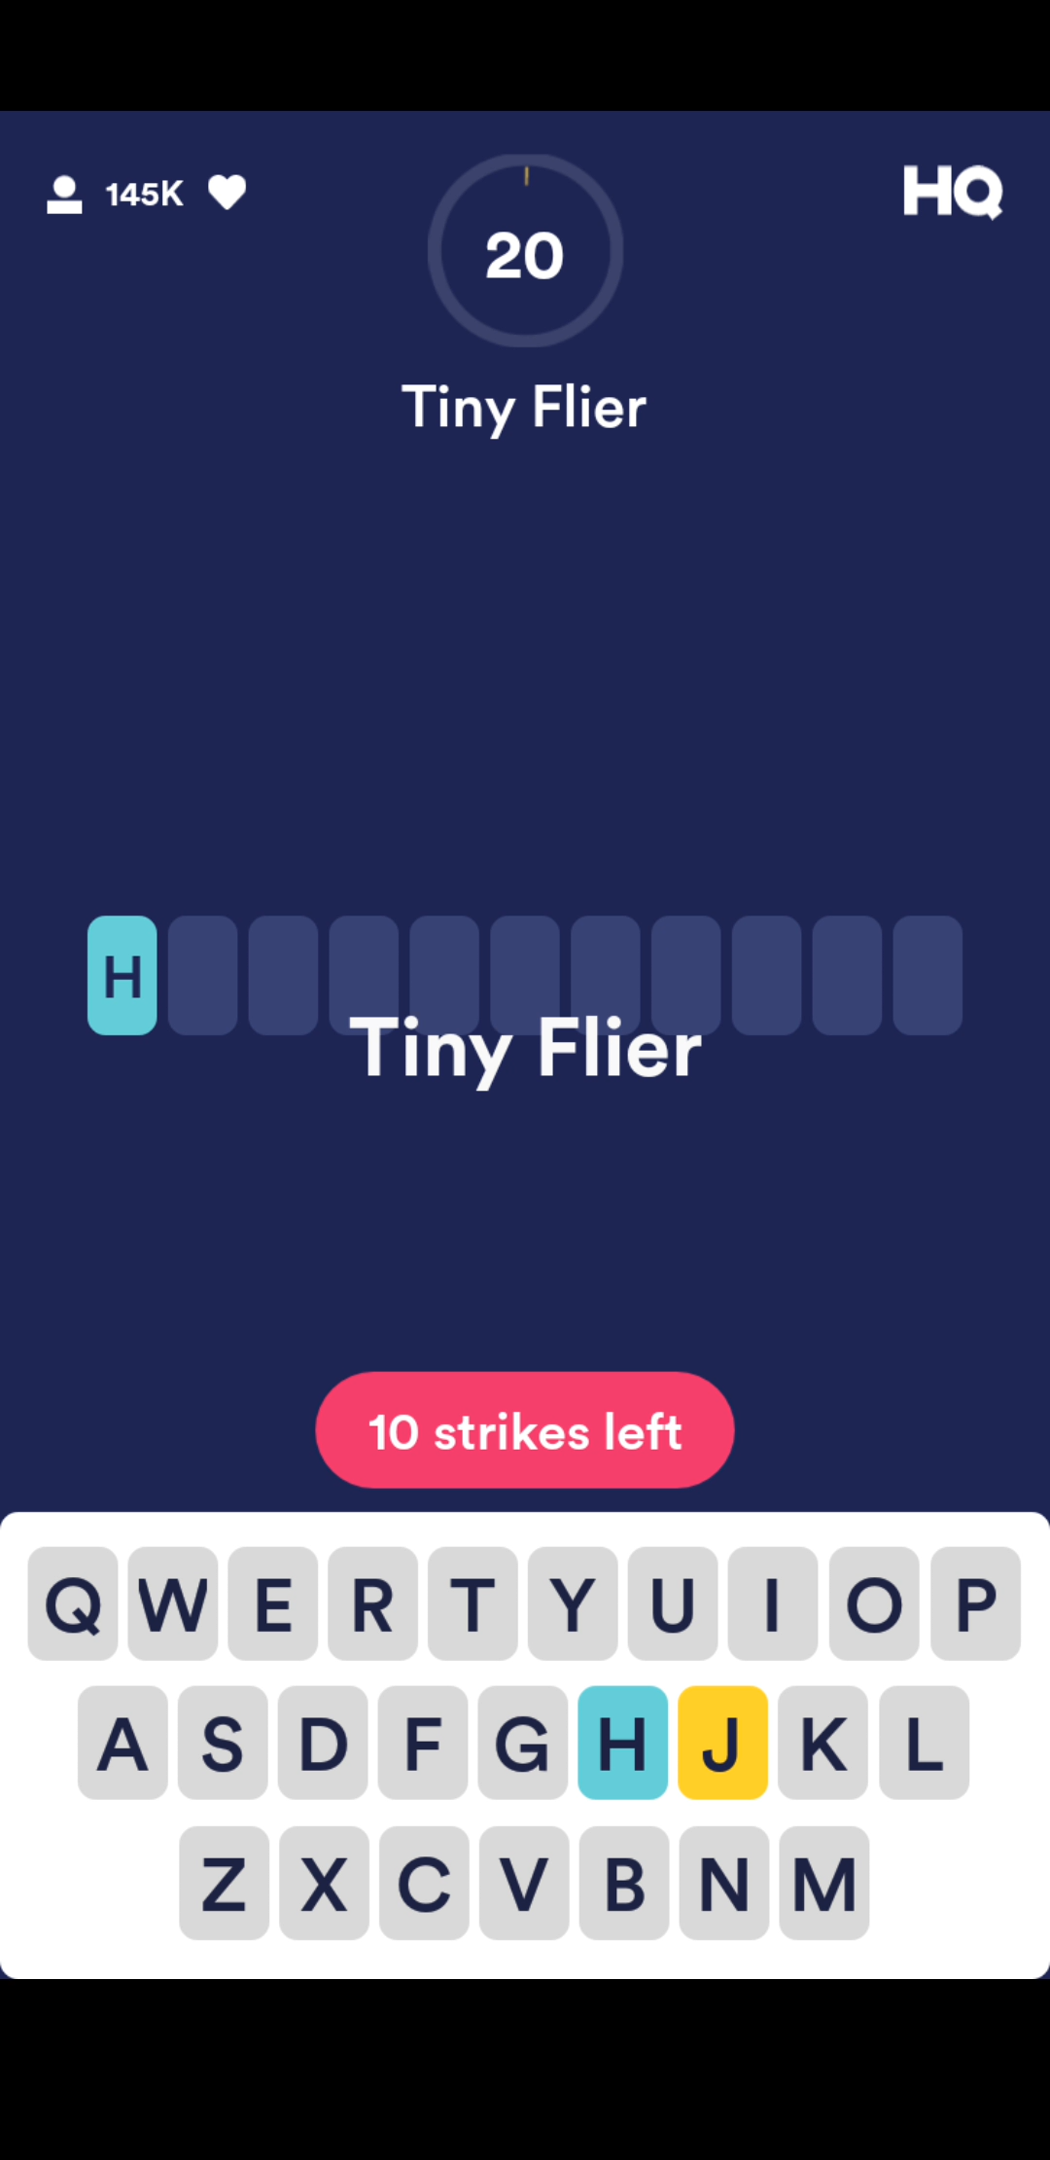 145K
HQ
20
Tiny Flier
H
Tiny Flier
10 strikes left
Q W E R T Y U I O P
A S D F G H J K L
Z X C V B N M